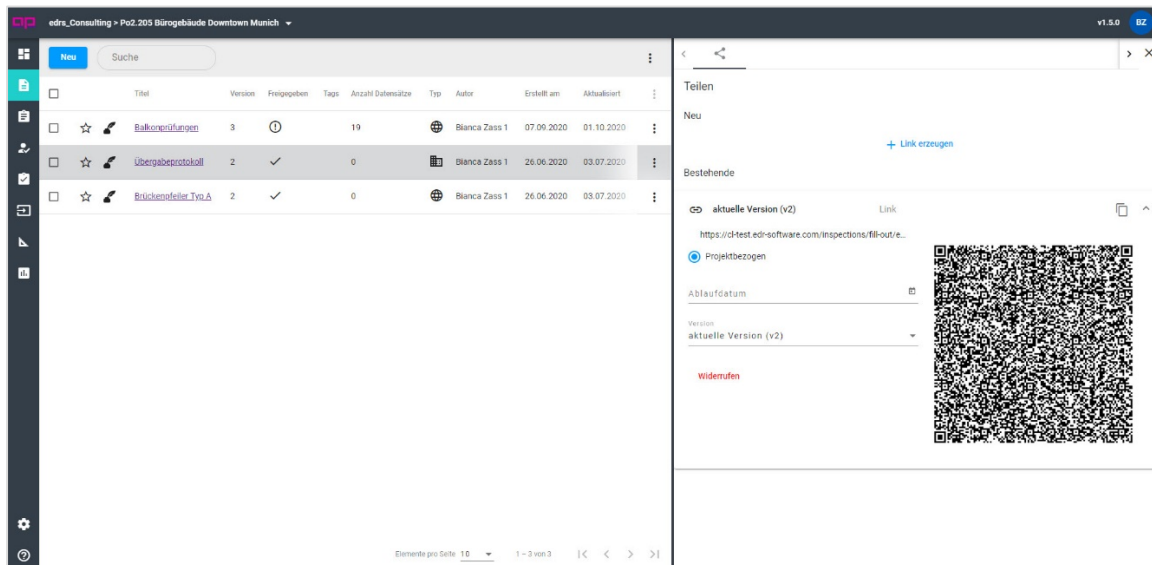 ap edrs_Consulting > Po2.205 Bürogebäude Downtown Munich v1.5.0 BZ
Neu Suche
Titel Version Freigegeben Tags Anzahl Datensätze Typ Autor Erstellt am Aktualisiert
Balkonprüfungen 3 19 Bianca Zass 1 07.09.2020 01.10.2020
Übergabeprotokoll 2 0 Bianca Zass 1 26.06.2020 03.07.2020
Brückenpfeiler Typ A 2 0 Bianca Zass 1 26.06.2020 03.07.2020
Elemente pro Seite 10 1 – 3 von 3
Teilen
Neu
+ Link erzeugen
Bestehende
aktuelle Version (v2) Link
https://cl-test.edr-software.com/inspections/fill-out/e...
Projektbezogen
Ablaufdatum
Version
aktuelle Version (v2)
Widerrufen